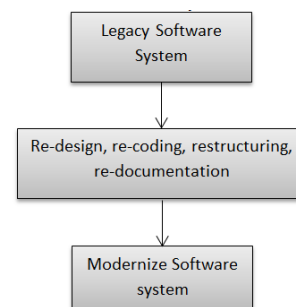 Legacy Software
System
Re-design, re-coding, restructuring,
re-documentation
Modernize Software
system